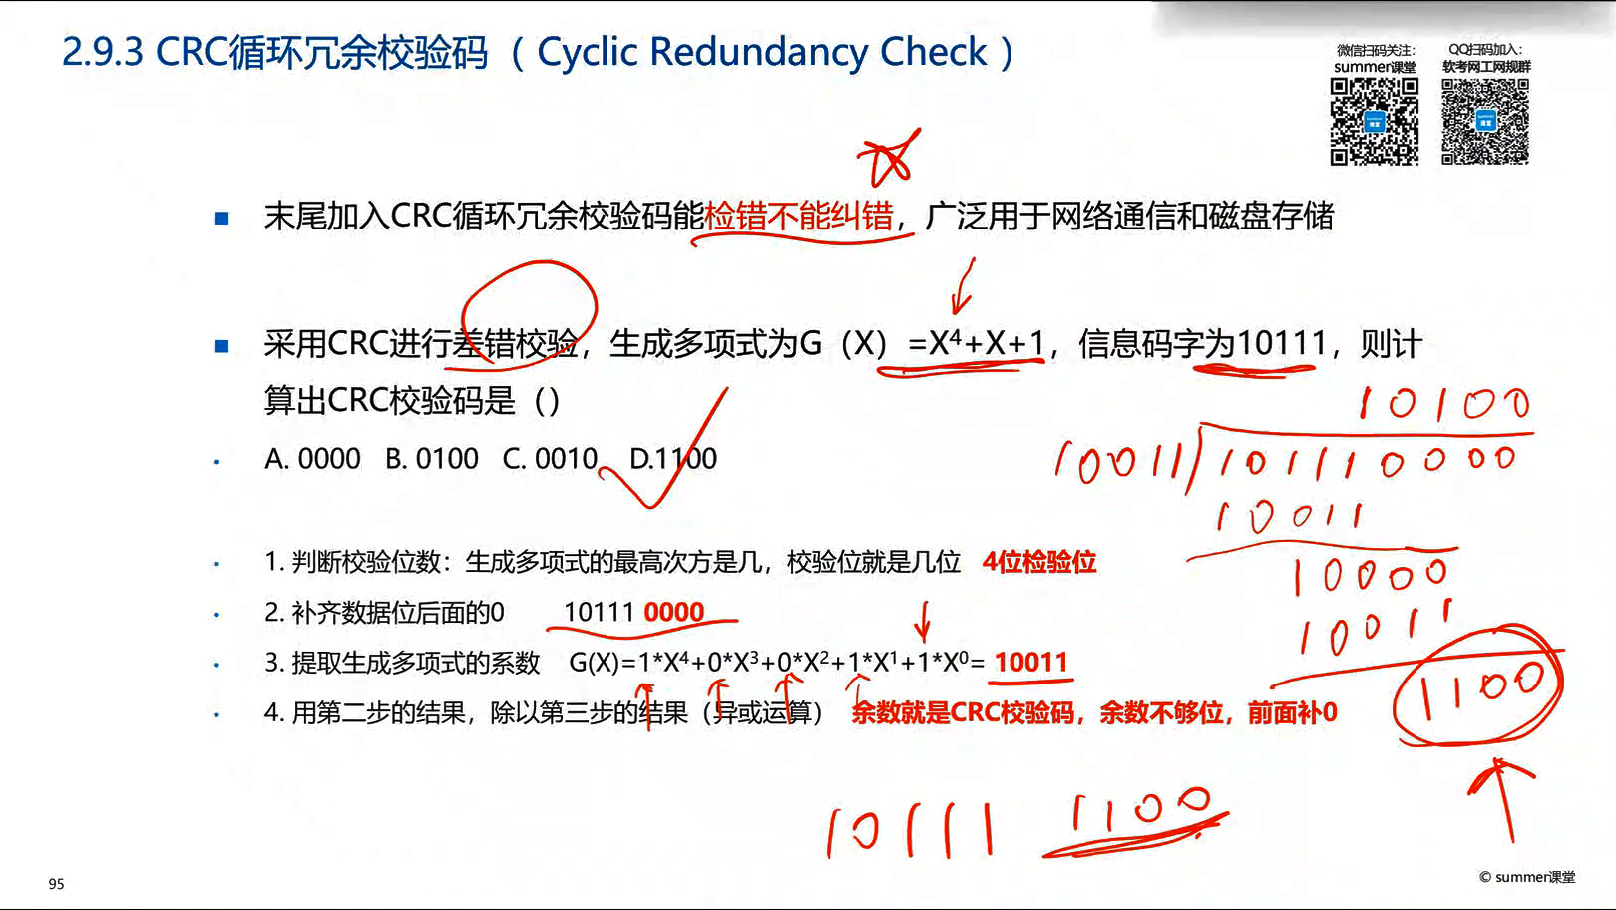 2.9.3 CRC循环冗余校验码（ Cyclic Redundancy Check ）
微信扫码关注：
summer课堂
QQ扫码加入：
软考网工网规群
末尾加入CRC循环冗余校验码能检错不能纠错，广泛用于网络通信和磁盘存储
采用CRC进行差错校验，生成多项式为G（X）=X⁴+X+1，信息码字为10111，则计
算出CRC校验码是（）
A. 0000 B. 0100 C. 0010 D.1100
10100
10011 101110000
10011
10000
10011
1100
1. 判断校验位数：生成多项式的最高次方是几，校验位就是几位 4位检验位
2. 补齐数据位后面的0 10111 0000
3. 提取生成多项式的系数 G(X)=1*X⁴+0*X³+0*X²+1*X¹+1*X⁰= 10011
4. 用第二步的结果，除以第三步的结果（异或运算） 余数就是CRC校验码，余数不够位，前面补0
10111 1100
95
© summer课堂